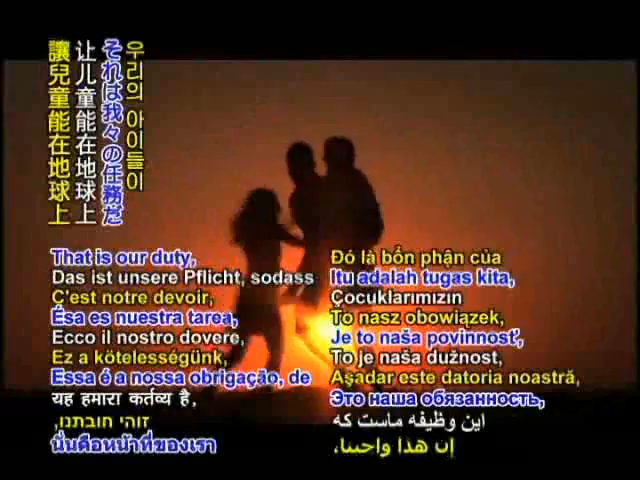 우리의 아이들이
それは我々の任務だ
让儿童能在地球上
讓兒童能在地球上
That is our duty,
Das ist unsere Pflicht, sodass
C'est notre devoir,
Ésa es nuestra tarea,
Ecco il nostro dovere,
Ez a kötelességünk,
Essa é a nossa obrigação, de
यह हमारा कर्तव्य है,
זוהי חובתנו,
นั่นคือหน้าที่ของเรา
Đó là bổn phận của
Itu adalah tugas kita,
Çocuklarımızın
To nasz obowiązek,
Je to naša povinnosť,
To je naša dužnost,
Aşadar este datoria noastră,
Это наша обязанность,
این وظیفه ماست که
إن هذا واجبنا،